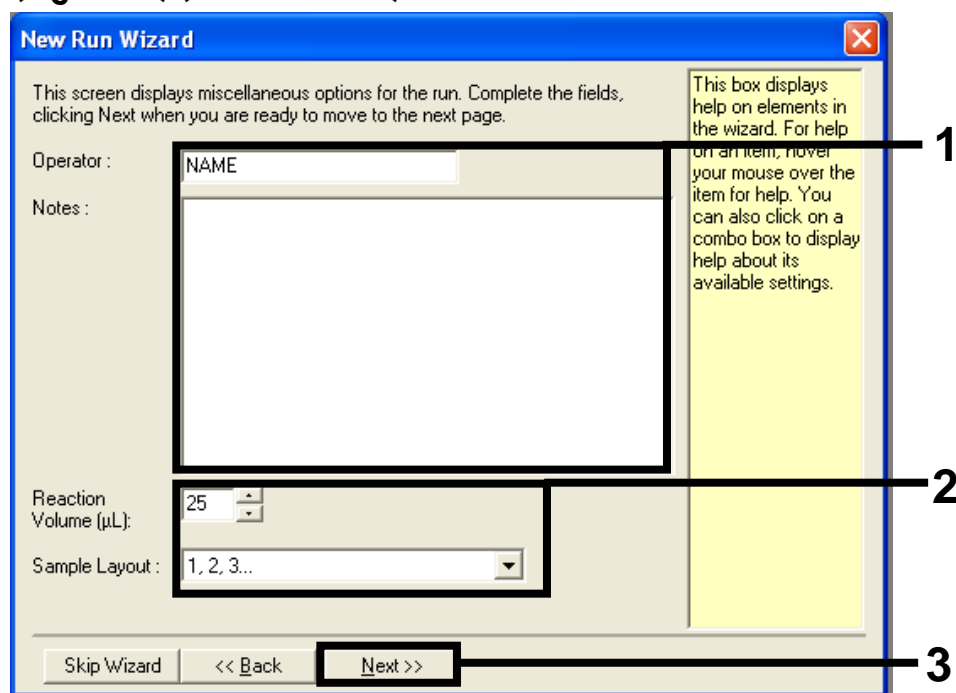 New Run Wizard
This screen displays miscellaneous options for the run. Complete the fields,
clicking Next when you are ready to move to the next page.
Operator :
NAME
Notes :
Reaction
Volume (µL):
25
Sample Layout :
1, 2, 3...
Skip Wizard
<< Back
Next >>
This box displays
help on elements in
the wizard. For help
on an item, hover
your mouse over the
item for help. You
can also click on a
combo box to display
help about its
available settings.
1
2
3